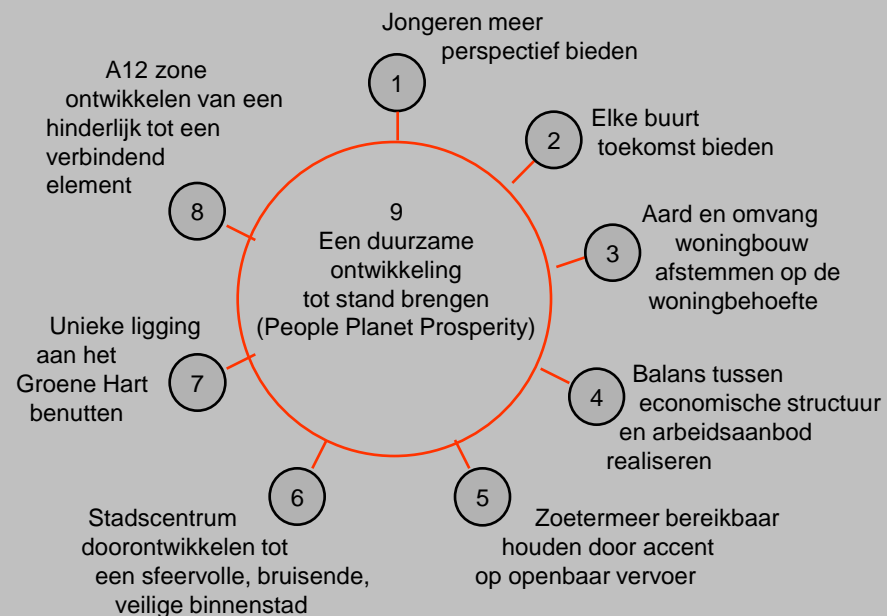 1
Jongeren meer
perspectief bieden
2
Elke buurt
toekomst bieden
3
Aard en omvang
woningbouw
afstemmen op de
woningbehoefte
4
Balans tussen
economische structuur
en arbeidsaanbod
realiseren
5
Zoetermeer bereikbaar
houden door accent
op openbaar vervoer
6
Stadscentrum
doorontwikkelen tot
een sfeervolle, bruisende,
veilige binnenstad
7
Unieke ligging
aan het
Groene Hart
benutten
8
A12 zone
ontwikkelen van een
hinderlijk tot een
verbindend
element
9
Een duurzame
ontwikkeling
tot stand brengen
(People Planet Prosperity)